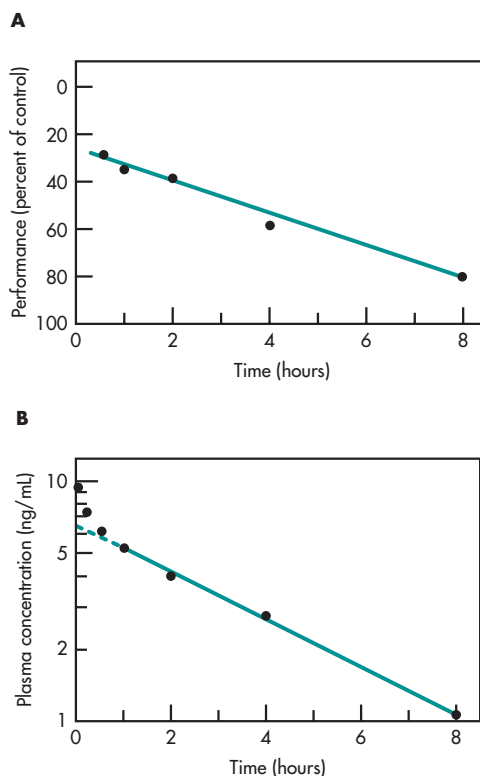 A
0
20
40
60
80
100
Performance (percent of control)
0 2 4 6 8
Time (hours)
B
10
5
2
1
Plasma concentration (ng/mL)
0 2 4 6 8
Time (hours)